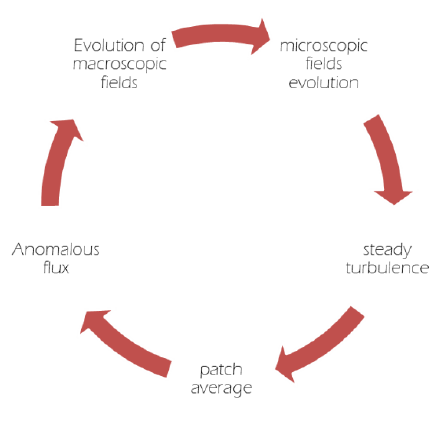 Evolution of
macroscopic
fields
microscopic
fields
evolution
steady
turbulence
patch
average
Anomalous
flux